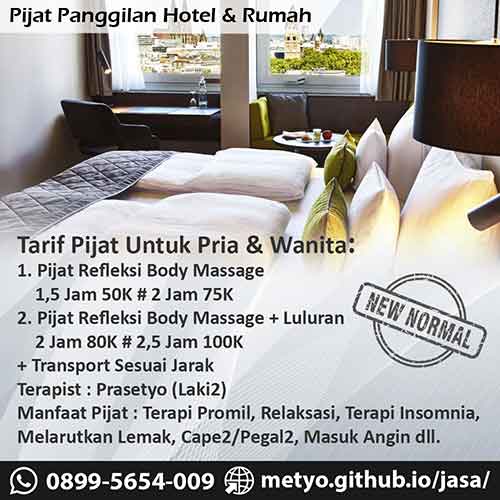 Pijat Panggilan Hotel & Rumah
Tarif Pijat Untuk Pria & Wanita:
1. Pijat Refleksi Body Massage
1,5 Jam 50K # 2 Jam 75K
2. Pijat Refleksi Body Massage + Luluran
2 Jam 80K # 2,5 Jam 100K
+ Transport Sesuai Jarak
Terapist : Prasetyo (Laki2)
Manfaat Pijat : Terapi Promil, Relaksasi, Terapi Insomnia,
Melarutkan Lemak, Cape2/Pegal2, Masuk Angin dll.
NEW NORMAL
0899-5654-009 metyo.github.io/jasa/